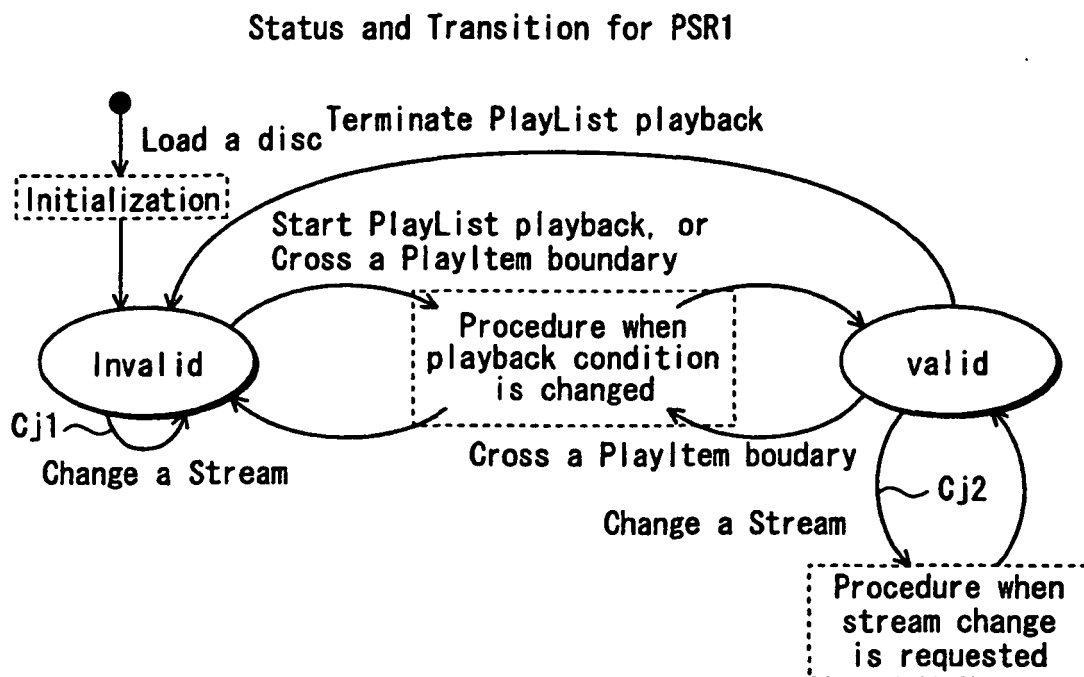 Status and Transition for PSR1
Load a disc
Terminate PlayList playback
Initialization
Start PlayList playback, or
Cross a PlayItem boundary
Invalid
Procedure when
playback condition
is changed
valid
Cj1
Change a Stream
Cross a PlayItem boudary
Cj2
Change a Stream
Procedure when
stream change
is requested